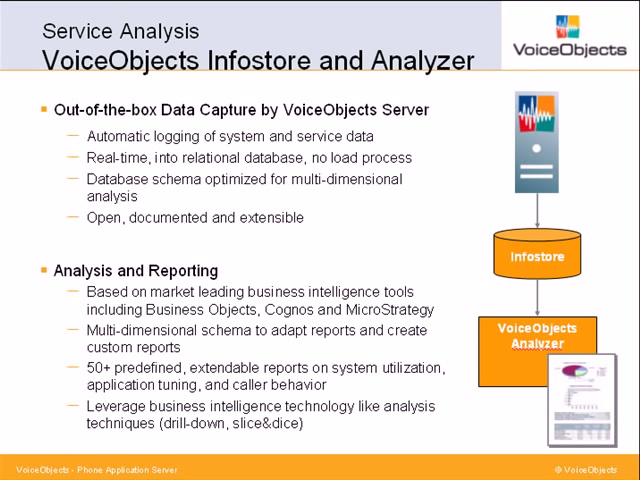 Service Analysis
VoiceObjects Infostore and Analyzer
VoiceObjects
Out-of-the-box Data Capture by VoiceObjects Server
Automatic logging of system and service data
Real-time, into relational database, no load process
Database schema optimized for multi-dimensional
analysis
Open, documented and extensible
Analysis and Reporting
Based on market leading business intelligence tools
including Business Objects, Cognos and MicroStrategy
Multi-dimensional schema to adapt reports and create
custom reports
50+ predefined, extendable reports on system utilization,
application tuning, and caller behavior
Leverage business intelligence technology like analysis
techniques (drill-down, slice&dice)
Infostore
VoiceObjects
Analyzer
VoiceObjects - Phone Application Server
© VoiceObjects